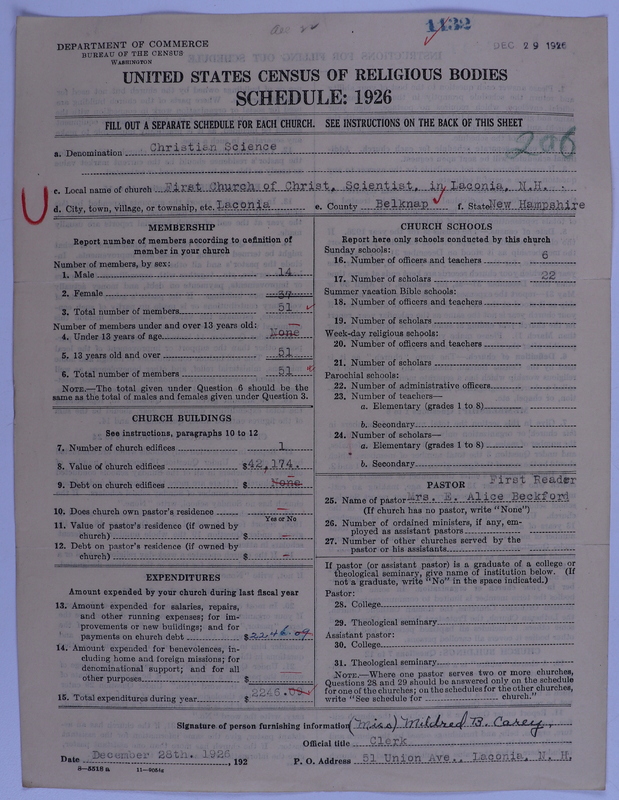 Dec 28
1132
DEC 29 1926
DEPARTMENT OF COMMERCE
BUREAU OF THE CENSUS
WASHINGTON
UNITED STATES CENSUS OF RELIGIOUS BODIES
SCHEDULE: 1926
FILL OUT A SEPARATE SCHEDULE FOR EACH CHURCH. SEE INSTRUCTIONS ON THE BACK OF THIS SHEET
206
a. Denomination Christian Science
c. Local name of church First Church of Christ, Scientist, in Laconia, N.H.
d. City, town, village, or township, etc. Laconia e. County Belknap f. State New Hampshire
MEMBERSHIP
Report number of members according to definition of
member in your church
Number of members, by sex:
1. Male 14
2. Female 37
3. Total number of members 51
Number of members under and over 13 years old:
4. Under 13 years of age None
5. 13 years old and over 51
6. Total number of members 51
NOTE.—The total given under Question 6 should be the
same as the total of males and females given under Question 3.
CHURCH BUILDINGS
See instructions, paragraphs 10 to 12
7. Number of church edifices 1
8. Value of church edifices $42,174.
9. Debt on church edifices $ None
10. Does church own pastor's residence —
Yes or No
11. Value of pastor's residence (if owned by
church) $ —
12. Debt on pastor's residence (if owned by
church) $ —
EXPENDITURES
Amount expended by your church during last fiscal year
13. Amount expended for salaries, repairs,
and other running expenses; for im-
provements or new buildings; and for
payments on church debt $2246.09
14. Amount expended for benevolences, in-
cluding home and foreign missions; for
denominational support; and for all
other purposes $ —
15. Total expenditures during year $ 2246.09
CHURCH SCHOOLS
Report here only schools conducted by this church
Sunday schools:
16. Number of officers and teachers 6
17. Number of scholars 22
Summer vacation Bible schools:
18. Number of officers and teachers
19. Number of scholars
Week-day religious schools:
20. Number of officers and teachers
21. Number of scholars
Parochial schools:
22. Number of administrative officers
23. Number of teachers—
a. Elementary (grades 1 to 8)
b. Secondary
24. Number of scholars—
a. Elementary (grades 1 to 8)
b. Secondary
PASTOR First Reader
25. Name of pastor Mrs. E. Alice Beckford
(If church has no pastor, write "None")
26. Number of ordained ministers, if any, em-
ployed as assistant pastors
27. Number of other churches served by the
pastor or his assistants
If pastor (or assistant pastor) is a graduate of a college or
theological seminary, give name of institution below. (If
not a graduate, write "No" in the space indicated.)
Pastor:
28. College
29. Theological seminary
Assistant pastor:
30. College
31. Theological seminary
NOTE.—Where one pastor serves two or more churches,
Questions 28 and 29 should be answered only on the schedule
for one of the churches; on the schedules for the other churches,
write "See schedule for church."
Signature of person furnishing information (Miss) Mildred B. Carey.
Official title Clerk
Date December 28th. 1926 , 192 P. O. Address 51 Union Ave., Laconia, N. H.
8—5518a 11—9054a